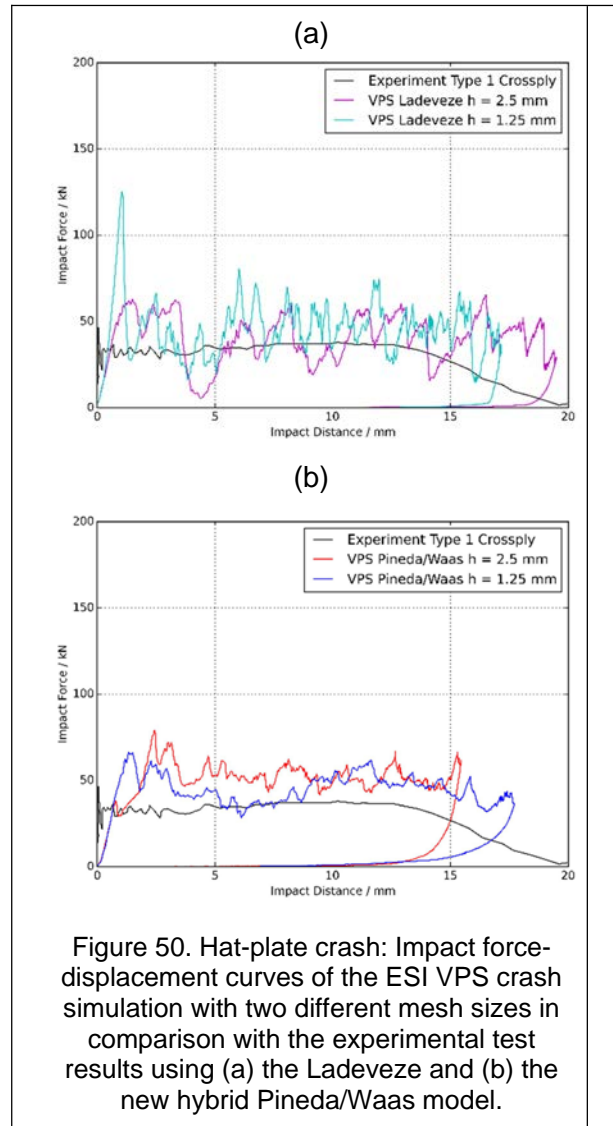 (a)
200
150
100
50
0
Impact Force / kN
Experiment Type 1 Crossply
VPS Ladeveze h = 2.5 mm
VPS Ladeveze h = 1.25 mm
0 5 10 15 20
Impact Distance / mm
(b)
200
150
100
50
0
Impact Force / kN
Experiment Type 1 Crossply
VPS Pineda/Waas h = 2.5 mm
VPS Pineda/Waas h = 1.25 mm
0 5 10 15 20
Impact Distance / mm
Figure 50. Hat-plate crash: Impact force-
displacement curves of the ESI VPS crash
simulation with two different mesh sizes in
comparison with the experimental test
results using (a) the Ladeveze and (b) the
new hybrid Pineda/Waas model.